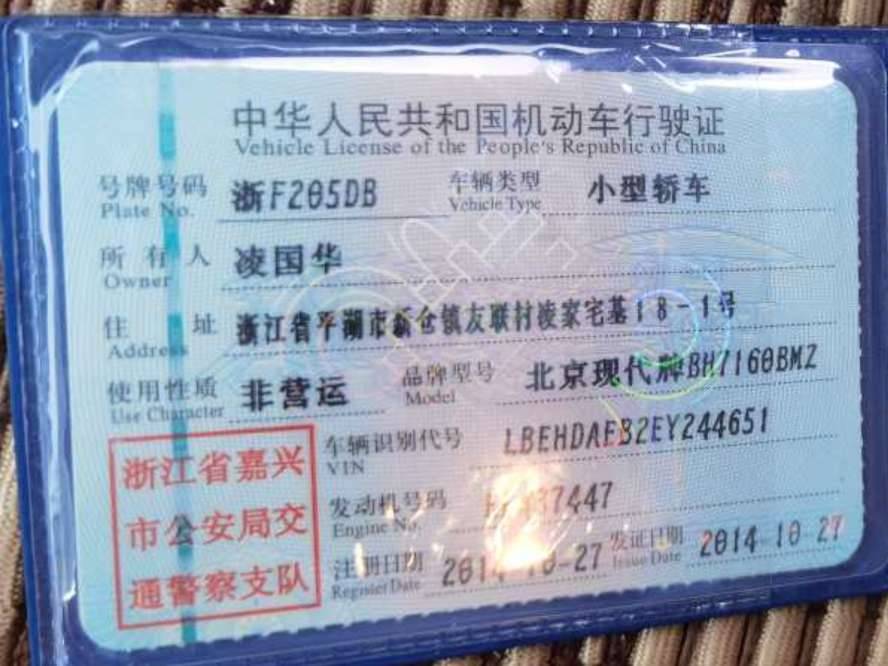 中华人民共和国机动车行驶证
Vehicle License of the People's Republic of China
号牌号码 浙F205DB 车辆类型 小型轿车
Plate No. Vehicle Type
所有人 凌国华
Owner
住址 浙江省平湖市新仓镇友联村凌家宅基18-1号
Address
使用性质 非营运 品牌型号 北京现代牌BH7160BMZ
Use Character Model
浙江省嘉兴
市公安局交
通警察支队
车辆识别代号 LBEHDAEB2EY244651
VIN
发动机号码
Engine No.
注册日期 2014-10-27 发证日期 2014-10-27
Register Date Issue Date